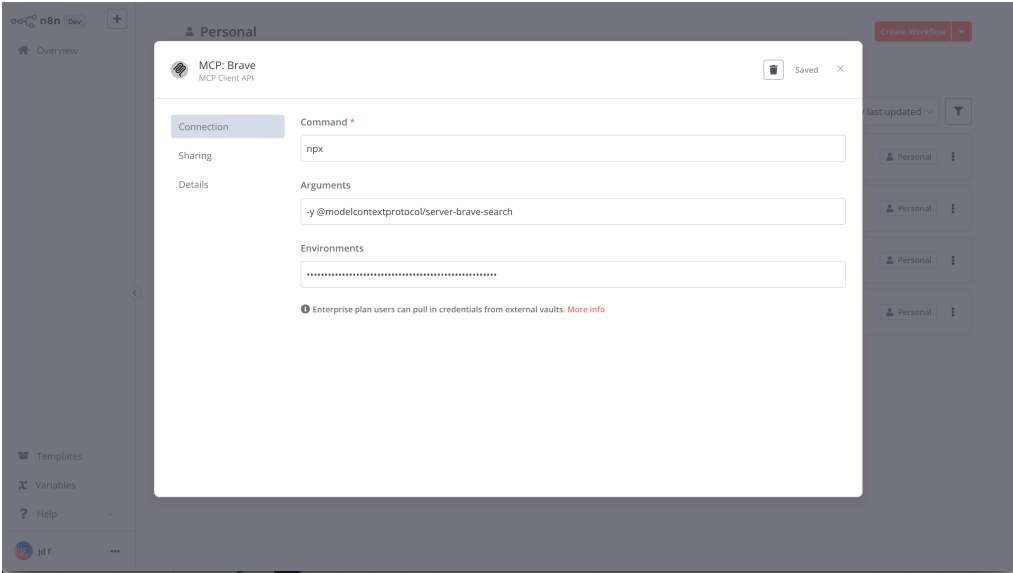 n8n Dev +
Overview
Personal
Create Workflow
MCP: Brave
MCP Client API
Saved
last updated
Connection
Sharing
Details
Command *
npx
Arguments
-y @modelcontextprotocol/server-brave-search
Environments
••••••••••••••••••••••••••••••••••••••••••••••••••••••
Enterprise plan users can pull in credentials from external vaults. More info
Personal
Personal
Personal
Personal
Templates
Variables
Help
Jd f